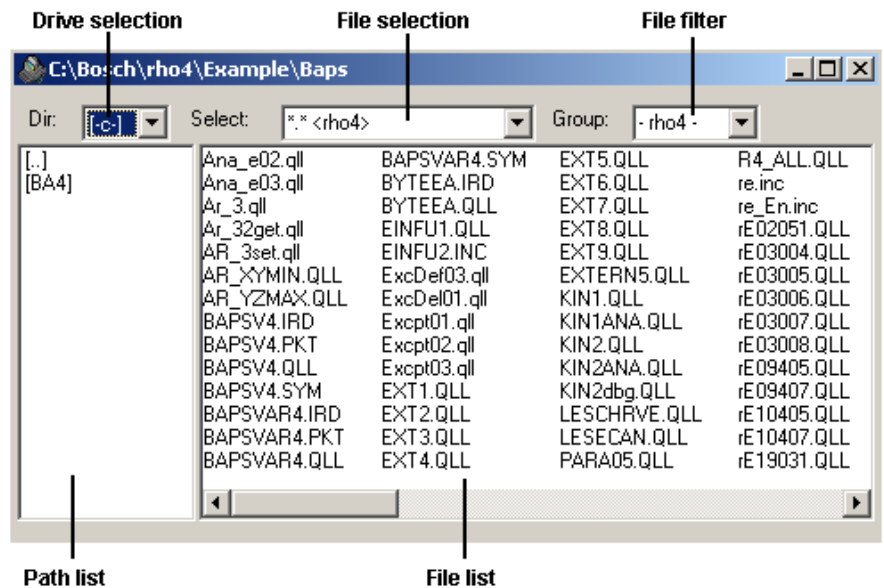 Drive selection File selection File filter
C:\Bosch\rho4\Example\Baps
Dir: [-c-] Select: *.* <rho4> Group: - rho4 -
[..]
[BA4]
Ana_e02.qll BAPSVAR4.SYM EXT5.QLL R4_ALL.QLL
Ana_e03.qll BYTEEA.IRD EXT6.QLL re.inc
Ar_3.qll BYTEEA.QLL EXT7.QLL re_En.inc
Ar_32get.qll EINFU1.QLL EXT8.QLL rE02051.QLL
AR_3set.qll EINFU2.INC EXT9.QLL rE03004.QLL
AR_XYMIN.QLL ExcDef03.qll EXTERN5.QLL rE03005.QLL
AR_YZMAX.QLL ExcDel01.qll KIN1.QLL rE03006.QLL
BAPSV4.IRD Excpt01.qll KIN1ANA.QLL rE03007.QLL
BAPSV4.PKT Excpt02.qll KIN2.QLL rE03008.QLL
BAPSV4.QLL Excpt03.qll KIN2ANA.QLL rE09405.QLL
BAPSV4.SYM EXT1.QLL KIN2dbg.QLL rE09407.QLL
BAPSVAR4.IRD EXT2.QLL LESCHRVE.QLL rE10405.QLL
BAPSVAR4.PKT EXT3.QLL LESECAN.QLL rE10407.QLL
BAPSVAR4.QLL EXT4.QLL PARA05.QLL rE19031.QLL
Path list File list